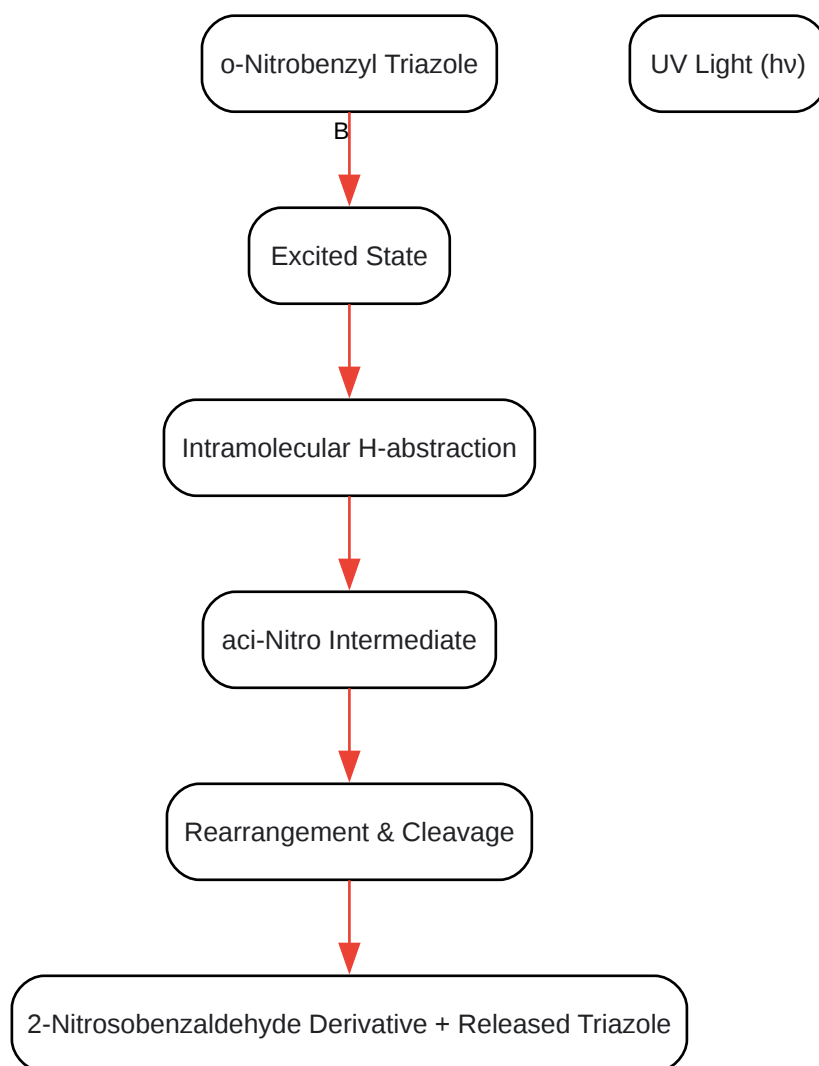 o-Nitrobenzyl Triazole
UV Light (hν)
B
Excited State
Intramolecular H-abstraction
aci-Nitro Intermediate
Rearrangement & Cleavage
2-Nitrosobenzaldehyde Derivative + Released Triazole